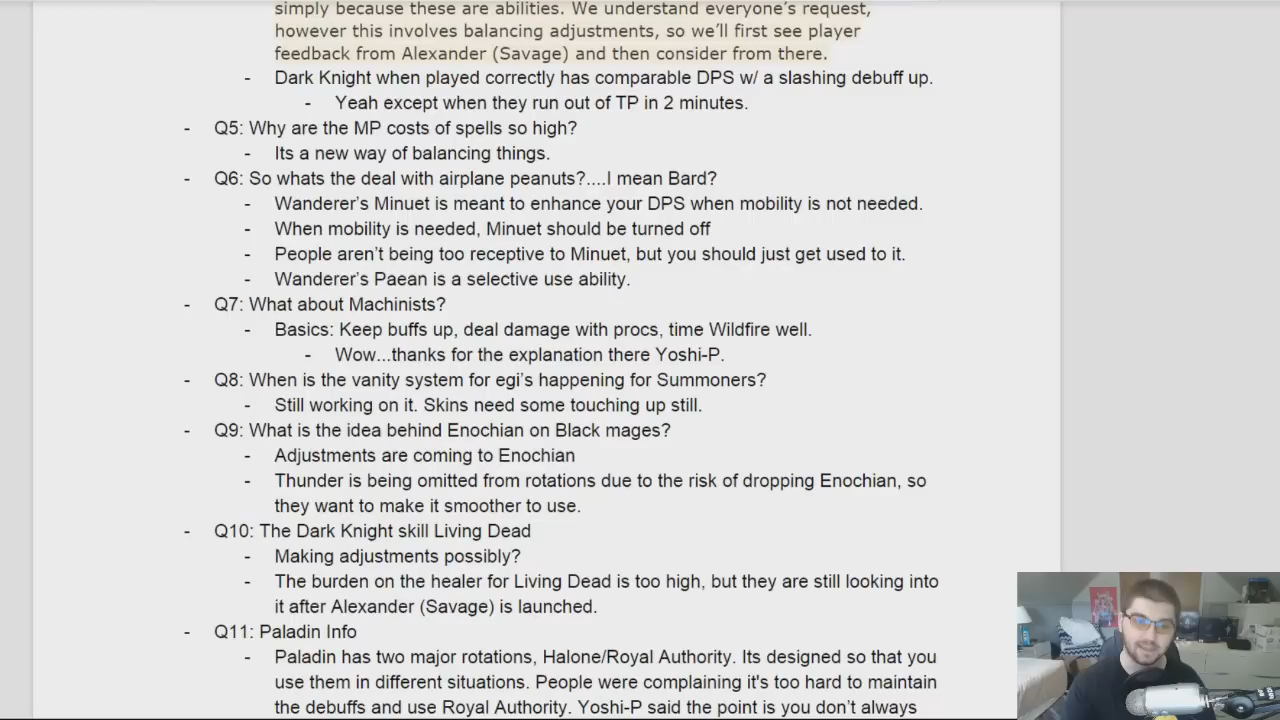 simply because these are abilities. We understand everyone's request,
however this involves balancing adjustments, so we'll first see player
feedback from Alexander (Savage) and then consider from there.
- Dark Knight when played correctly has comparable DPS w/ a slashing debuff up.
- Yeah except when they run out of TP in 2 minutes.
- Q5: Why are the MP costs of spells so high?
- Its a new way of balancing things.
- Q6: So whats the deal with airplane peanuts?....I mean Bard?
- Wanderer's Minuet is meant to enhance your DPS when mobility is not needed.
- When mobility is needed, Minuet should be turned off
- People aren't being too receptive to Minuet, but you should just get used to it.
- Wanderer's Paean is a selective use ability.
- Q7: What about Machinists?
- Basics: Keep buffs up, deal damage with procs, time Wildfire well.
- Wow...thanks for the explanation there Yoshi-P.
- Q8: When is the vanity system for egi's happening for Summoners?
- Still working on it. Skins need some touching up still.
- Q9: What is the idea behind Enochian on Black mages?
- Adjustments are coming to Enochian
- Thunder is being omitted from rotations due to the risk of dropping Enochian, so
they want to make it smoother to use.
- Q10: The Dark Knight skill Living Dead
- Making adjustments possibly?
- The burden on the healer for Living Dead is too high, but they are still looking into
it after Alexander (Savage) is launched.
- Q11: Paladin Info
- Paladin has two major rotations, Halone/Royal Authority. Its designed so that you
use them in different situations. People were complaining it's too hard to maintain
the debuffs and use Royal Authority. Yoshi-P said the point is you don't always